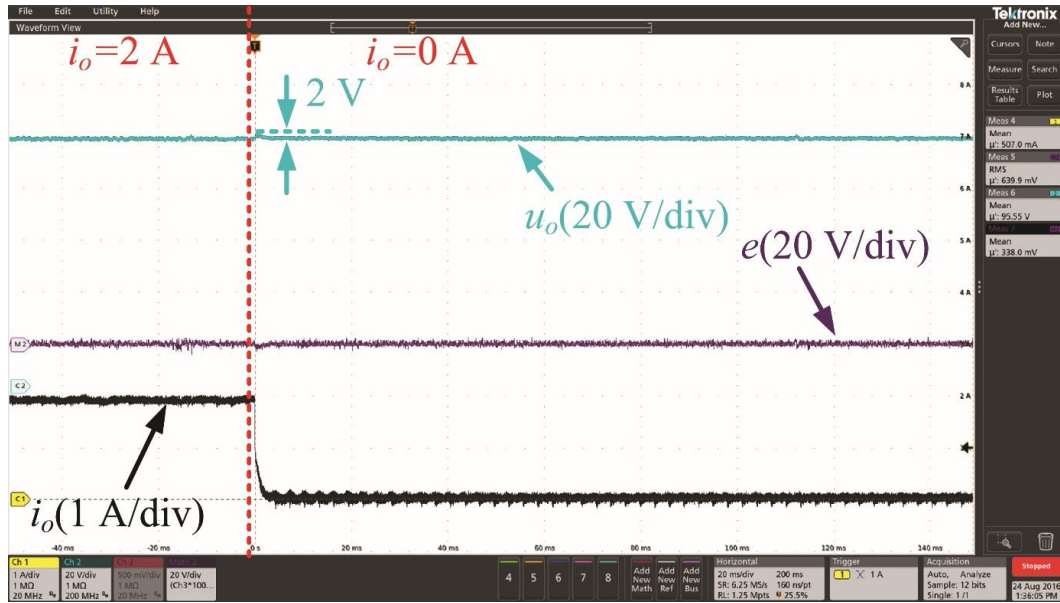 File Edit Utility Help
Tektronix
Waveform View
Add New...
iₒ=2 A
iₒ=0 A
T
Cursors Note
Measure Search
Results Table Plot
8 A
2 V
7 A
6 A
uₒ(20 V/div)
5 A
e(20 V/div)
4 A
M 2
C 2
2 A
C 1
iₒ(1 A/div)
Meas 4
Mean
µ': 507.0 mA
Meas 5
RMS
µ': 639.9 mV
Meas 6
Mean
µ': 95.55 V
Meas 7
Mean
µ': 338.0 mV
-40 ms -20 ms 0 s 20 ms 40 ms 60 ms 80 ms 100 ms 120 ms 140 ms
Ch 1
1 A/div
1 MΩ
20 MHz
Ch 2
20 V/div
1 MΩ
200 MHz
Ch 3
500 mV/div
1 MΩ
20 MHz
Math 2
20 V/div
(Ch3*100...
4 5 6 7 8
Add New Math
Add New Ref
Add New Bus
Horizontal
20 ms/div 200 ms
SR: 6.25 MS/s 160 ns/pt
RL: 1.25 Mpts 25.5%
Trigger
1 1 A
Acquisition
Auto, Analyze
Sample: 12 bits
Single: 1 /1
Stopped
24 Aug 2016
1:36:05 PM